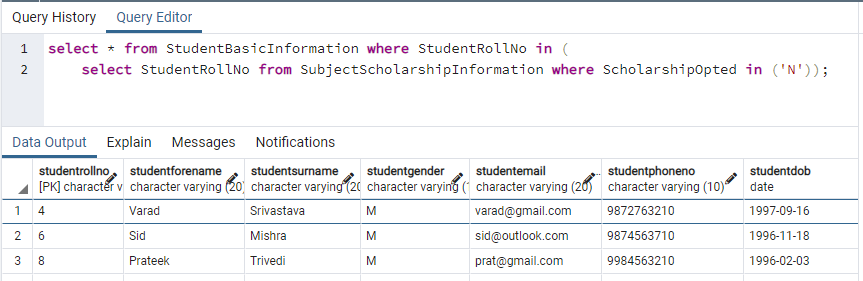 Query History Query Editor
1 select * from StudentBasicInformation where StudentRollNo in (
2 select StudentRollNo from SubjectScholarshipInformation where ScholarshipOpted in ('N'));
Data Output Explain Messages Notifications
studentrollno studentforename studentsurname studentgender studentemail studentphoneno studentdob
[PK] character v character varying (20) character varying (20 character varying ( character varying (20) character varying (10) date
1 4 Varad Srivastava M varad@gmail.com 9872763210 1997-09-16
2 6 Sid Mishra M sid@outlook.com 9874563710 1996-11-18
3 8 Prateek Trivedi M prat@gmail.com 9984563210 1996-02-03